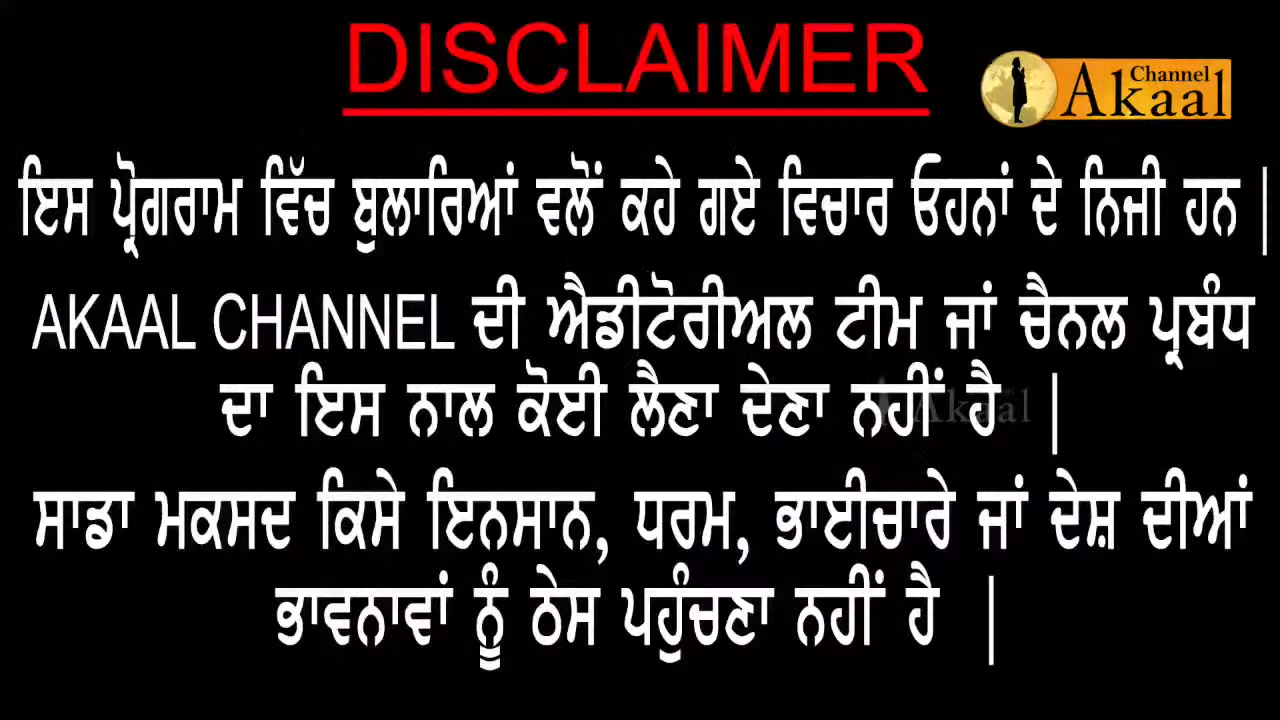 DISCLAIMER
Channel
Akaal
ਇਸ ਪ੍ਰੋਗਰਾਮ ਵਿੱਚ ਬੁਲਾਰਿਆਂ ਵਲੋਂ ਕਹੇ ਗਏ ਵਿਚਾਰ ਓਹਨਾਂ ਦੇ ਨਿਜੀ ਹਨ |
AKAAL CHANNEL ਦੀ ਐਡੀਟੋਰੀਅਲ ਟੀਮ ਜਾਂ ਚੈਨਲ ਪ੍ਰਬੰਧ
ਦਾ ਇਸ ਨਾਲ ਕੋਈ ਲੈਣਾ ਦੇਣਾ ਨਹੀਂ ਹੈ |
Akaal
ਸਾਡਾ ਮਕਸਦ ਕਿਸੇ ਇਨਸਾਨ, ਧਰਮ, ਭਾਈਚਾਰੇ ਜਾਂ ਦੇਸ਼ ਦੀਆਂ
ਭਾਵਨਾਵਾਂ ਨੂੰ ਠੇਸ ਪਹੁੰਚਣਾ ਨਹੀਂ ਹੈ |